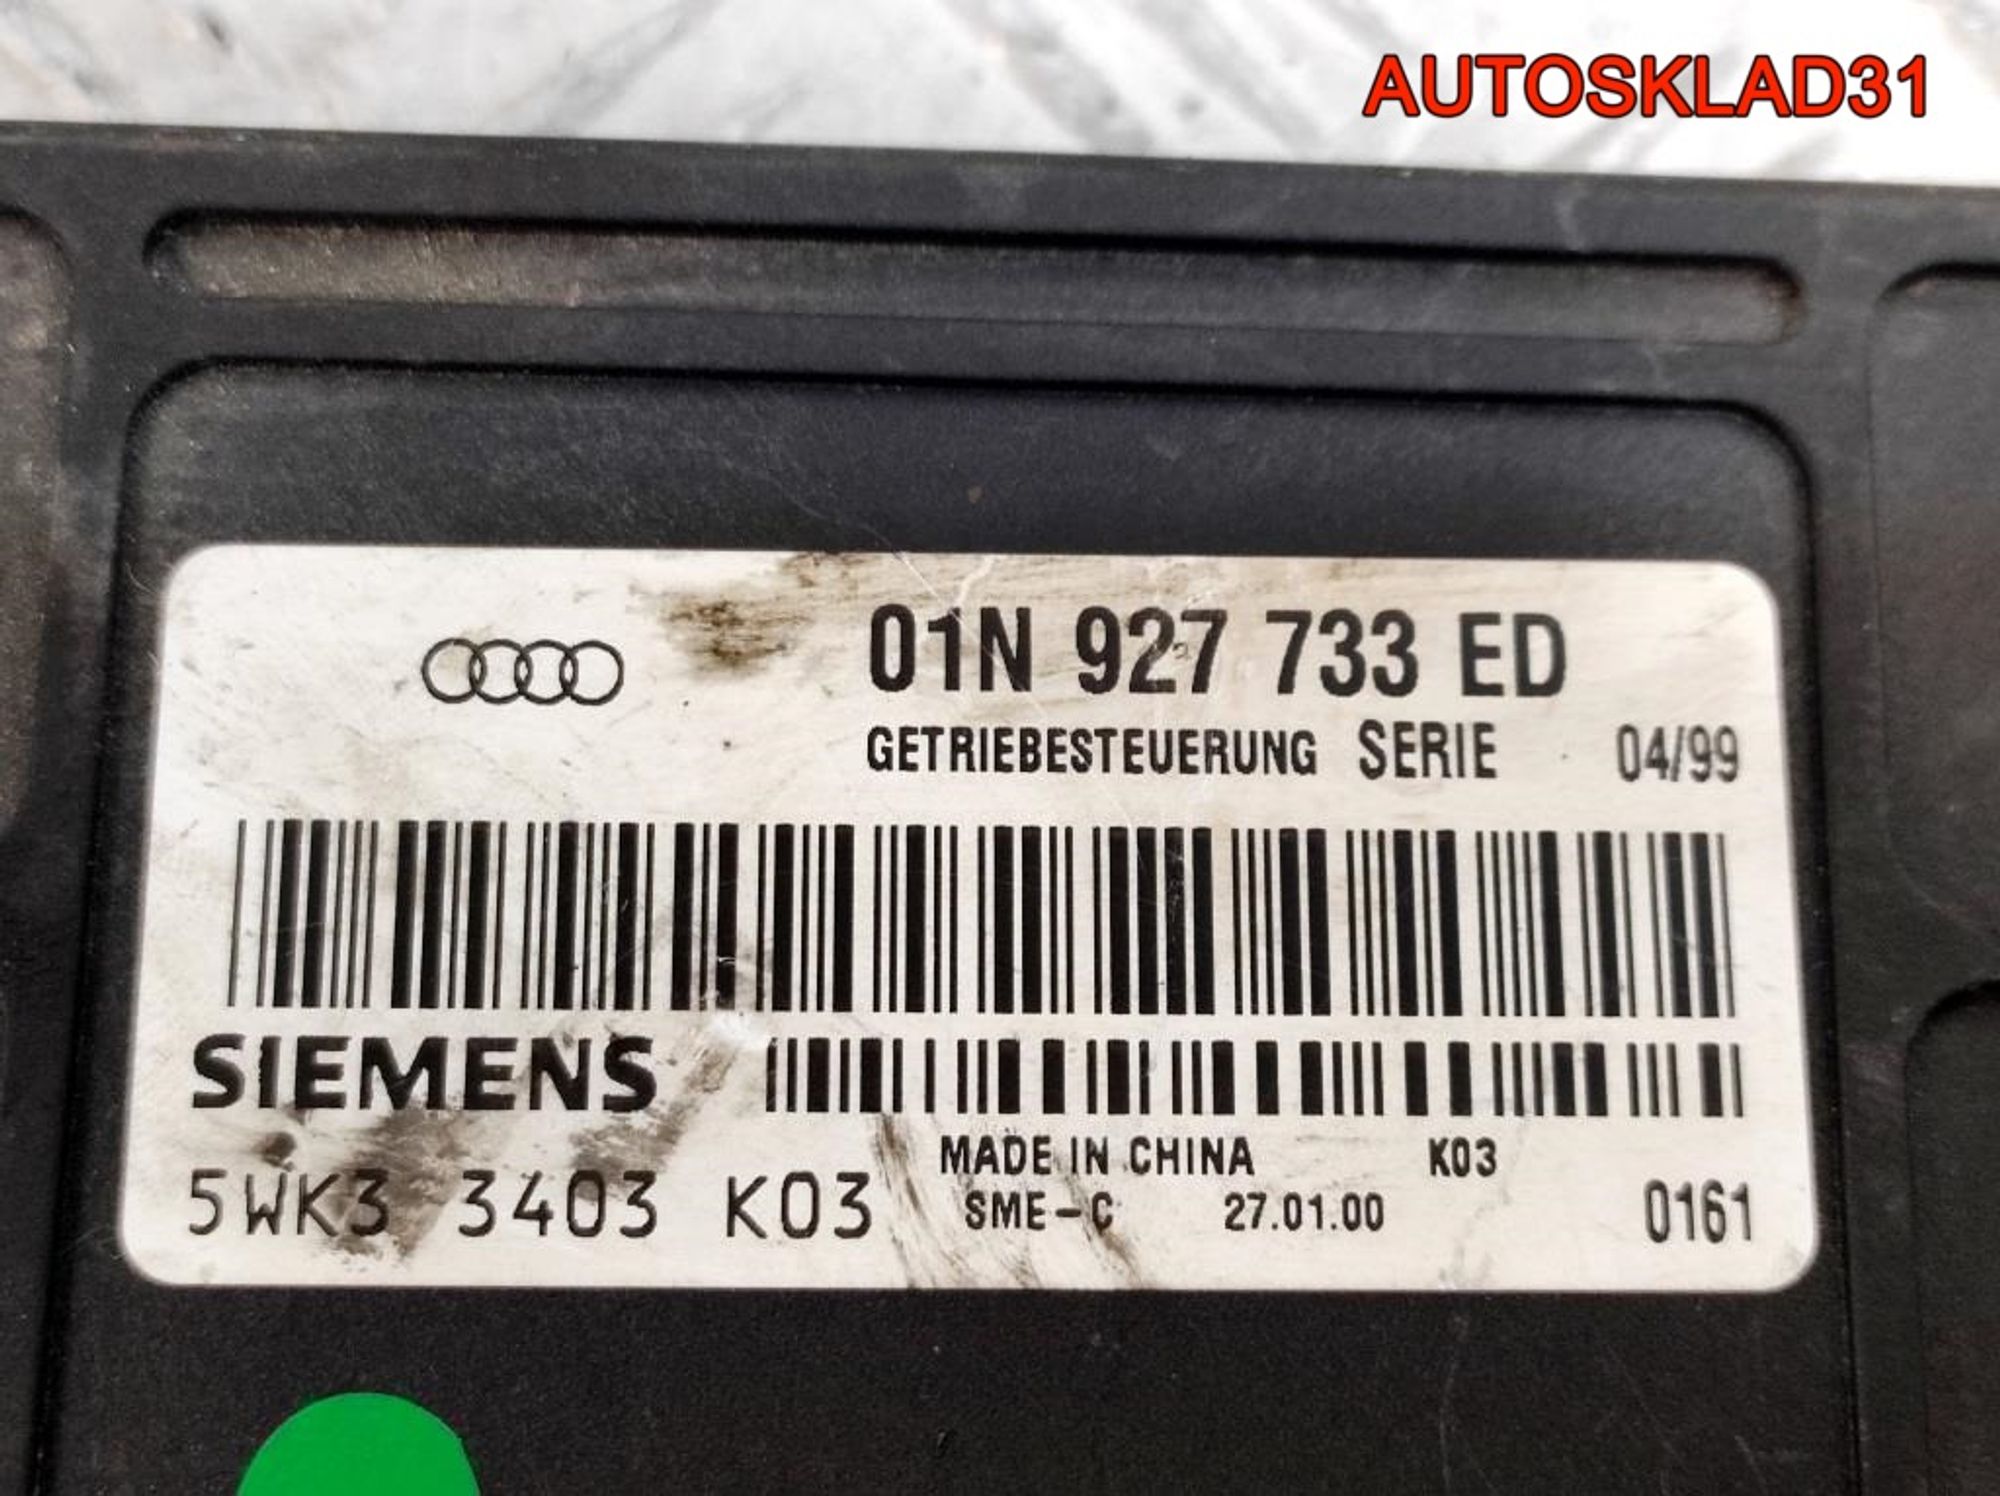 AUTOSKLAD31
01N 927 733 ED
GETRIEBESTEUERUNG SERIE 04/99
SIEMENS
MADE IN CHINA K03
5WK3 3403 K03 SME-C 27.01.00 0161